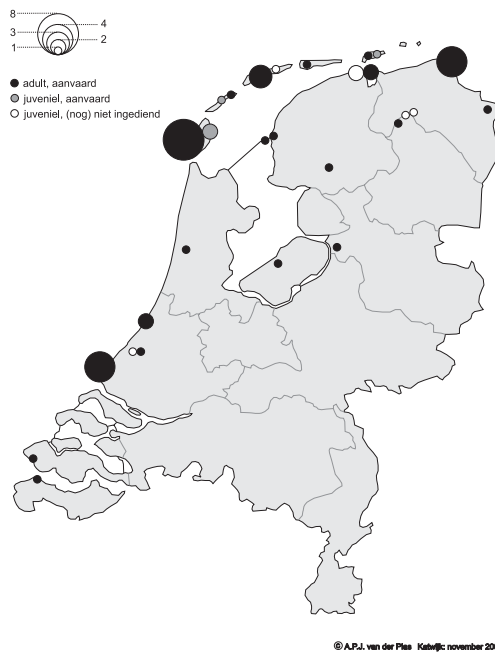 8
4
3
2
1
adult, aanvaard
juveniel, aanvaard
juveniel, (nog) niet ingediend
© A.P.J. van der Plas Katwijk: november